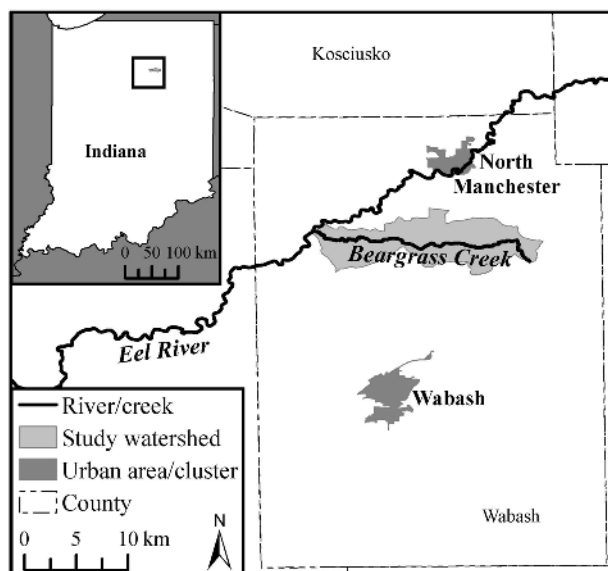 Kosciusko
Indiana
0 50 100 km
North
Manchester
Beargrass Creek
Eel River
Wabash
River/creek
Study watershed
Urban area/cluster
County
0 5 10 km
N
Wabash